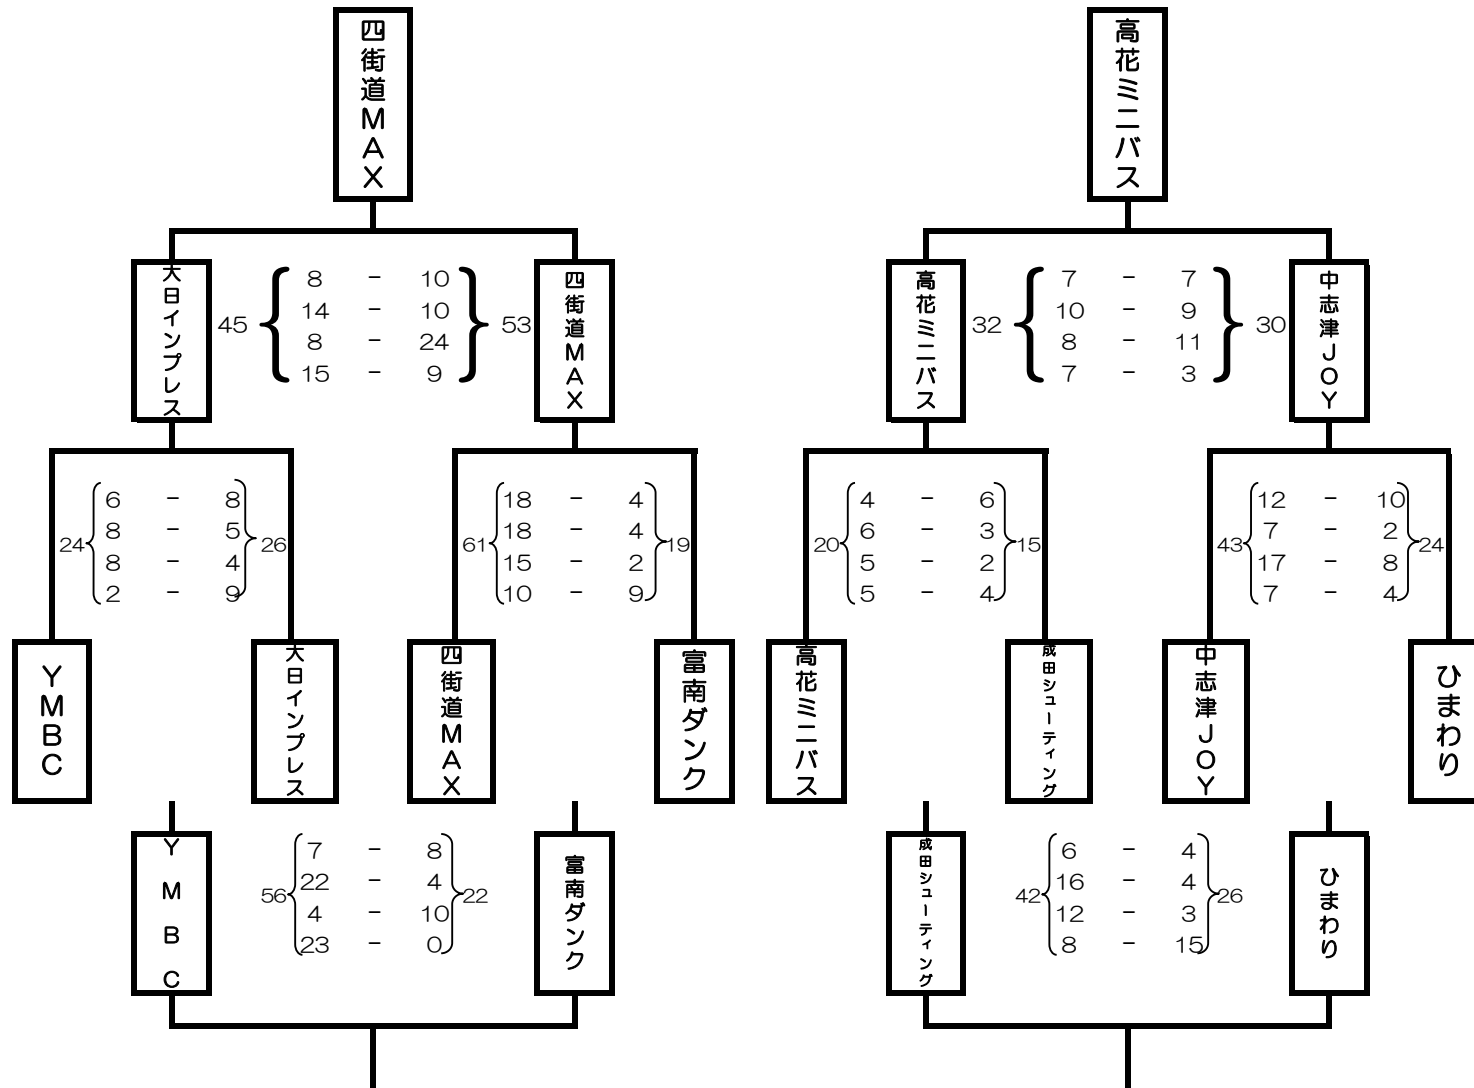 四街道MAX
高花ミニバス
大日インプレス
45
8 - 10
14 - 10
8 - 24
15 - 9
53
四街道MAX
高花ミニバス
32
7 - 7
10 - 9
8 - 11
7 - 3
30
中志津JOY
24
6 - 8
8 - 5
8 - 4
2 - 9
26
61
18 - 4
18 - 4
15 - 2
10 - 9
19
20
4 - 6
6 - 3
5 - 2
5 - 4
15
43
12 - 10
7 - 2
17 - 8
7 - 4
24
YMBC
大日インプレス
四街道MAX
富南ダンク
高花ミニバス
成田シューティング
中志津JOY
ひまわり
YMBC
56
7 - 8
22 - 4
4 - 10
23 - 0
22
富南ダンク
成田シューティング
42
6 - 4
16 - 4
12 - 3
8 - 15
26
ひまわり